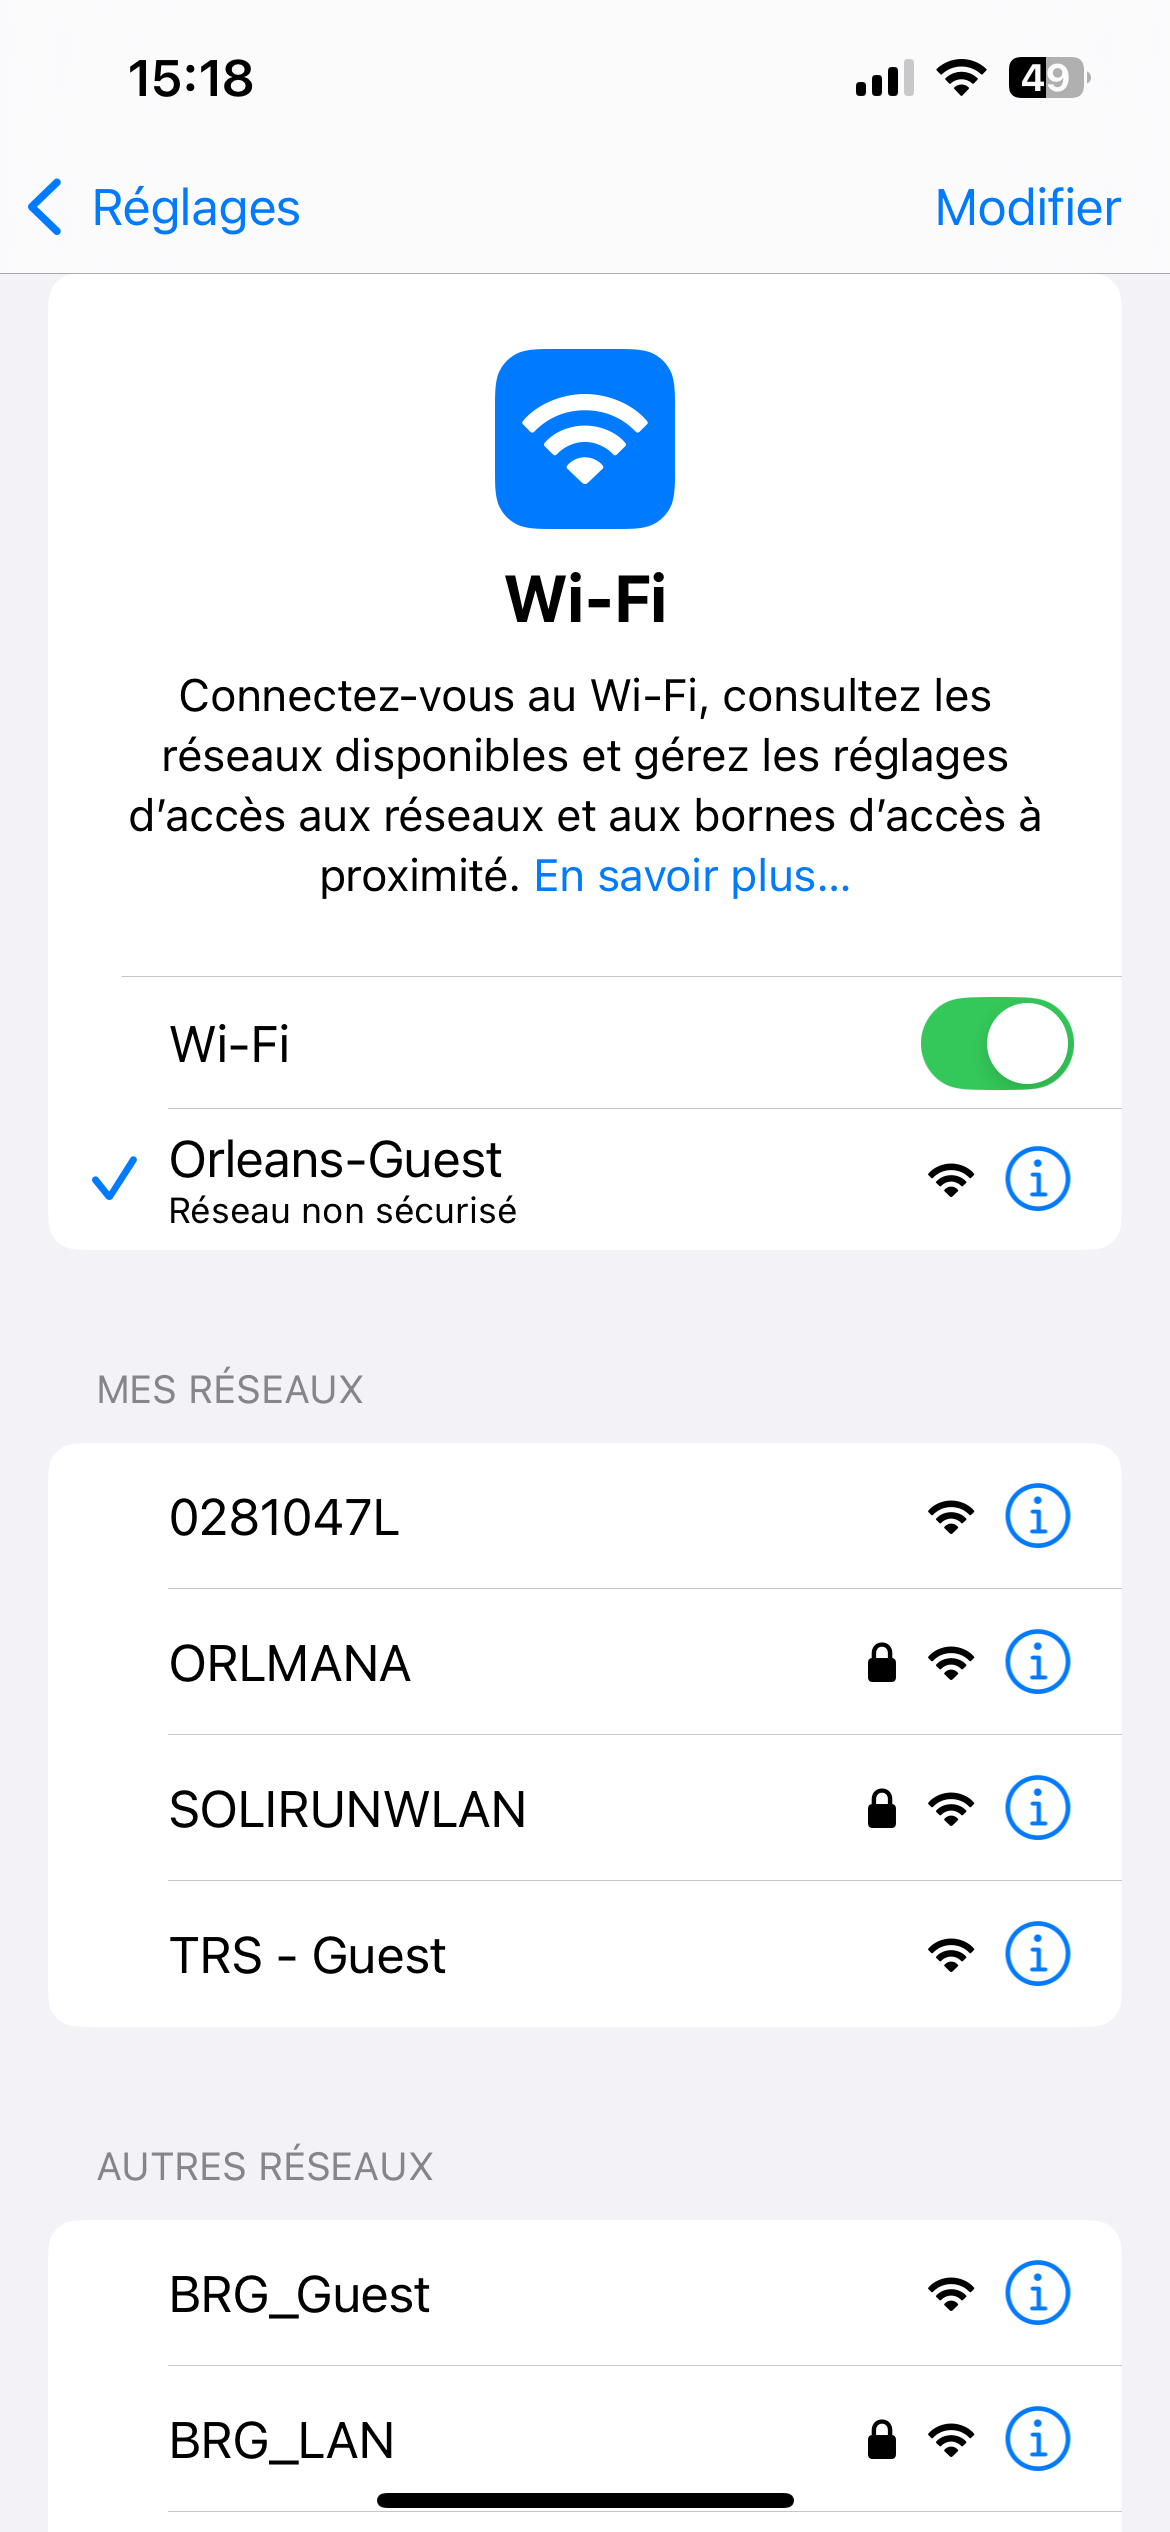 15:18
49
Réglages
Modifier
Wi-Fi
Connectez-vous au Wi-Fi, consultez les
réseaux disponibles et gérez les réglages
d’accès aux réseaux et aux bornes d’accès à
proximité. En savoir plus...
Wi-Fi
Orleans-Guest
Réseau non sécurisé
MES RÉSEAUX
0281047L
ORLMANA
SOLIRUNWLAN
TRS - Guest
AUTRES RÉSEAUX
BRG_Guest
BRG_LAN